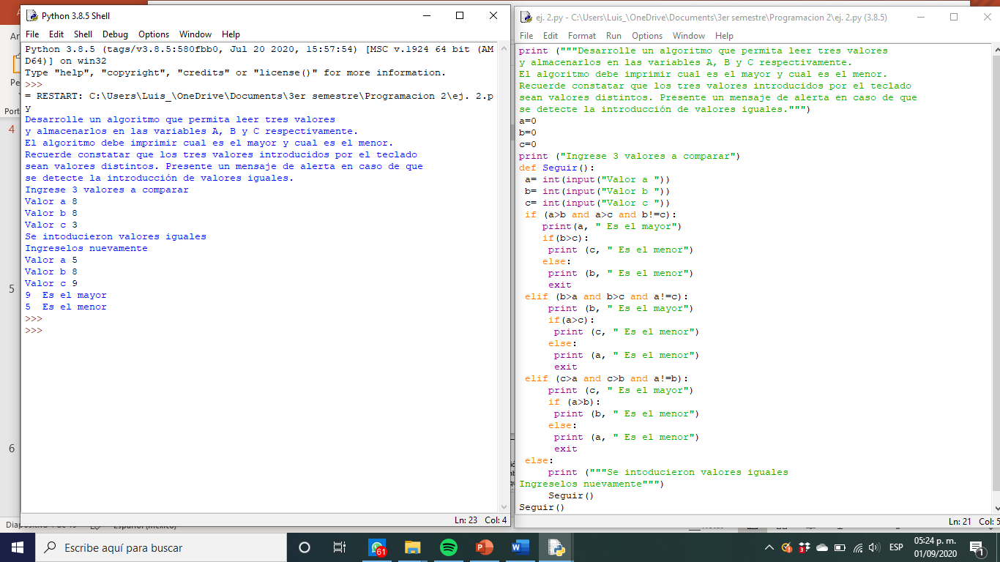 Python 3.8.5 Shell
File Edit Shell Debug Options Window Help
Python 3.8.5 (tags/v3.8.5:580fbb0, Jul 20 2020, 15:57:54) [MSC v.1924 64 bit (AM
D64)] on win32
Type "help", "copyright", "credits" or "license()" for more information.
>>>
= RESTART: C:\Users\Luis_\OneDrive\Documents\3er semestre\Programacion 2\ej. 2.p
y
Desarrolle un algoritmo que permita leer tres valores
y almacenarlos en las variables A, B y C respectivamente.
El algoritmo debe imprimir cual es el mayor y cual es el menor.
Recuerde constatar que los tres valores introducidos por el teclado
sean valores distintos. Presente un mensaje de alerta en caso de que
se detecte la introducción de valores iguales.
Ingrese 3 valores a comparar
Valor a 8
Valor b 8
Valor c 3
Se intoducieron valores iguales
Ingreselos nuevamente
Valor a 5
Valor b 8
Valor c 9
9  Es el mayor
5  Es el menor
>>>
>>>
Ln: 23 Col: 4
ej. 2.py - C:\Users\Luis_\OneDrive\Documents\3er semestre\Programacion 2\ej. 2.py (3.8.5)
File Edit Format Run Options Window Help
print ("""Desarrolle un algoritmo que permita leer tres valores
y almacenarlos en las variables A, B y C respectivamente.
El algoritmo debe imprimir cual es el mayor y cual es el menor.
Recuerde constatar que los tres valores introducidos por el teclado
sean valores distintos. Presente un mensaje de alerta en caso de que
se detecte la introducción de valores iguales.""")
a=0
b=0
c=0
print ("Ingrese 3 valores a comparar")
def Seguir():
 a= int(input("Valor a "))
 b= int(input("Valor b "))
 c= int(input("Valor c "))
 if (a>b and a>c and b!=c):
    print(a, " Es el mayor")
    if(b>c):
     print (c, " Es el menor")
    else:
     print (b, " Es el menor")
     exit
 elif (b>a and b>c and a!=c):
     print (b, " Es el mayor")
     if(a>c):
      print (c, " Es el menor")
     else:
      print (a, " Es el menor")
      exit
 elif (c>a and c>b and a!=b):
     print (c, " Es el mayor")
     if (a>b):
      print (b, " Es el menor")
     else:
      print (a, " Es el menor")
      exit
 else:
     print ("""Se intoducieron valores iguales
Ingreselos nuevamente""")
     Seguir()
Seguir()
Ln: 21 Col: 5
4
5
6
Escribe aquí para buscar
61
ESP
05:24 p. m.
01/09/2020
1